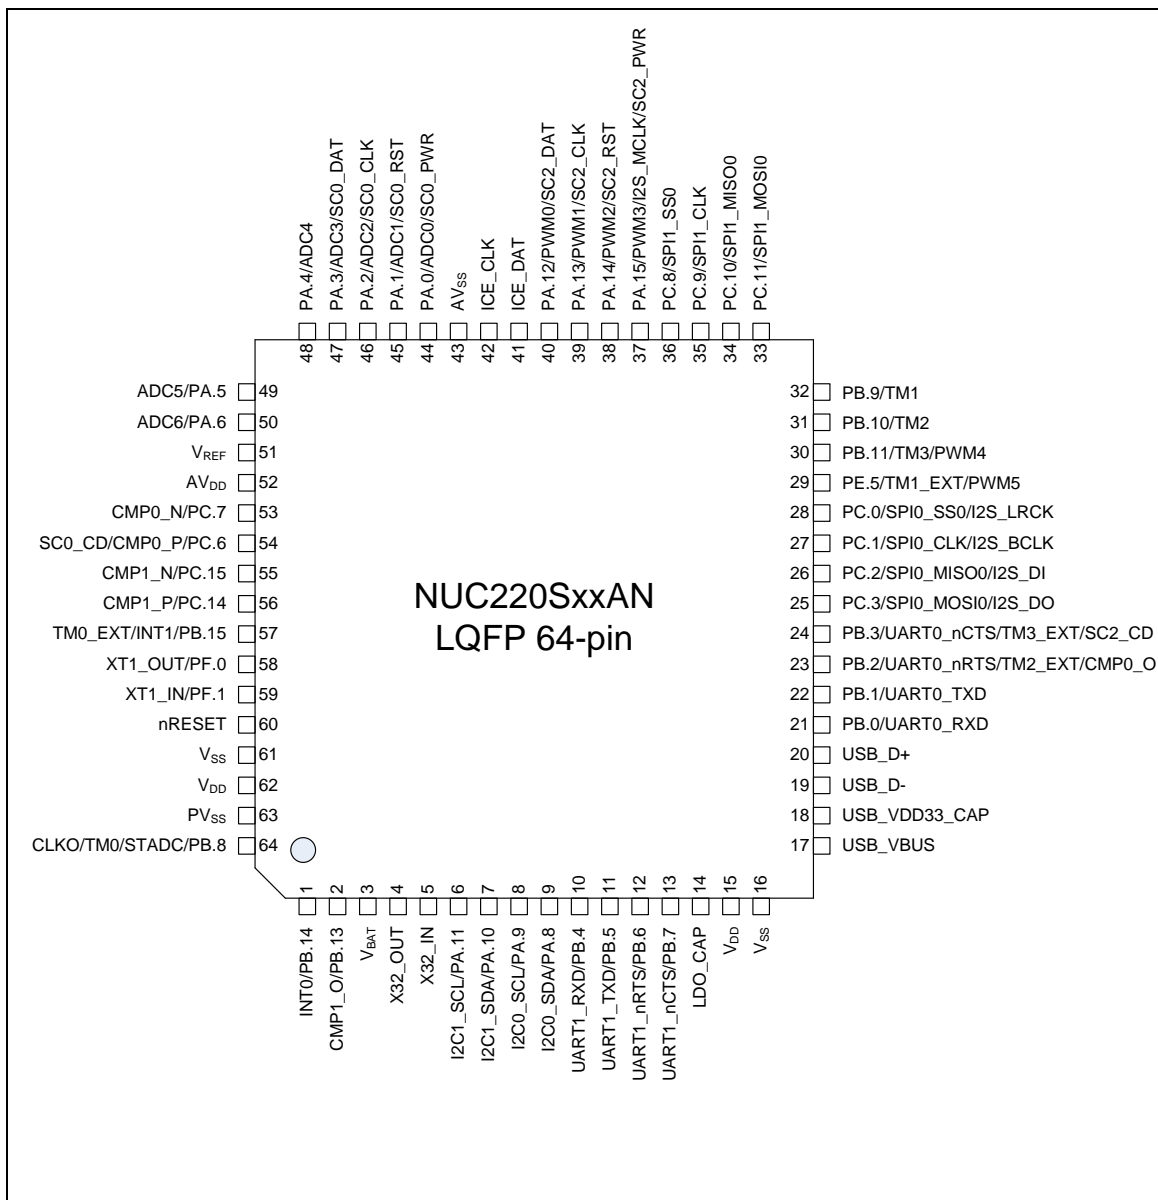 PA.4/ADC4
PA.3/ADC3/SC0_DAT
PA.2/ADC2/SC0_CLK
PA.1/ADC1/SC0_RST
PA.0/ADC0/SC0_PWR
AVSS
ICE_CLK
ICE_DAT
PA.12/PWM0/SC2_DAT
PA.13/PWM1/SC2_CLK
PA.14/PWM2/SC2_RST
PA.15/PWM3/I2S_MCLK/SC2_PWR
PC.8/SPI1_SS0
PC.9/SPI1_CLK
PC.10/SPI1_MISO0
PC.11/SPI1_MOSI0
48
47
46
45
44
43
42
41
40
39
38
37
36
35
34
33
ADC5/PA.5 49
ADC6/PA.6 50
VREF 51
AVDD 52
CMP0_N/PC.7 53
SC0_CD/CMP0_P/PC.6 54
CMP1_N/PC.15 55
CMP1_P/PC.14 56
TM0_EXT/INT1/PB.15 57
XT1_OUT/PF.0 58
XT1_IN/PF.1 59
nRESET 60
VSS 61
VDD 62
PVSS 63
CLKO/TM0/STADC/PB.8 64
NUC220SxxAN
LQFP 64-pin
32 PB.9/TM1
31 PB.10/TM2
30 PB.11/TM3/PWM4
29 PE.5/TM1_EXT/PWM5
28 PC.0/SPI0_SS0/I2S_LRCK
27 PC.1/SPI0_CLK/I2S_BCLK
26 PC.2/SPI0_MISO0/I2S_DI
25 PC.3/SPI0_MOSI0/I2S_DO
24 PB.3/UART0_nCTS/TM3_EXT/SC2_CD
23 PB.2/UART0_nRTS/TM2_EXT/CMP0_O
22 PB.1/UART0_TXD
21 PB.0/UART0_RXD
20 USB_D+
19 USB_D-
18 USB_VDD33_CAP
17 USB_VBUS
1
2
3
4
5
6
7
8
9
10
11
12
13
14
15
16
INT0/PB.14
CMP1_O/PB.13
VBAT
X32_OUT
X32_IN
I2C1_SCL/PA.11
I2C1_SDA/PA.10
I2C0_SCL/PA.9
I2C0_SDA/PA.8
UART1_RXD/PB.4
UART1_TXD/PB.5
UART1_nRTS/PB.6
UART1_nCTS/PB.7
LDO_CAP
VDD
VSS